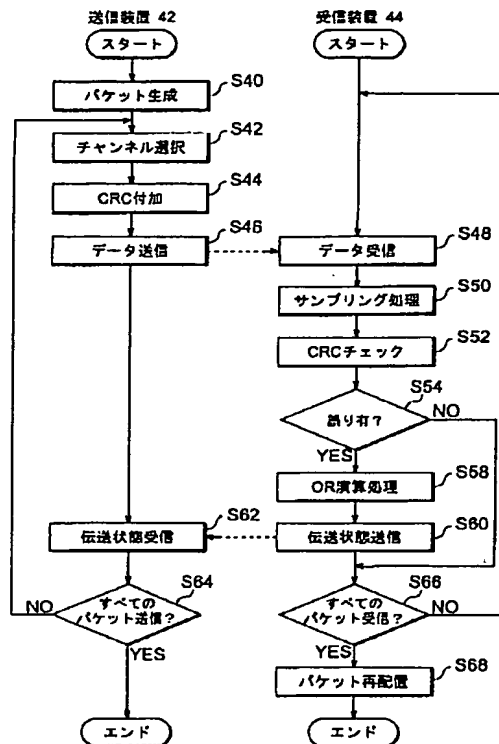 送信装置 42
スタート
パケット生成
S40
チャンネル選択
S42
CRC付加
S44
データ送信
S46
伝送状態受信
S62
すべての
パケット送信？
S64
NO
YES
エンド
受信装置 44
スタート
データ受信
S48
サンプリング処理
S50
CRCチェック
S52
誤り有？
S54
NO
YES
OR演算処理
S58
伝送状態送信
S60
すべての
パケット受信？
S66
NO
YES
パケット再配置
S68
エンド